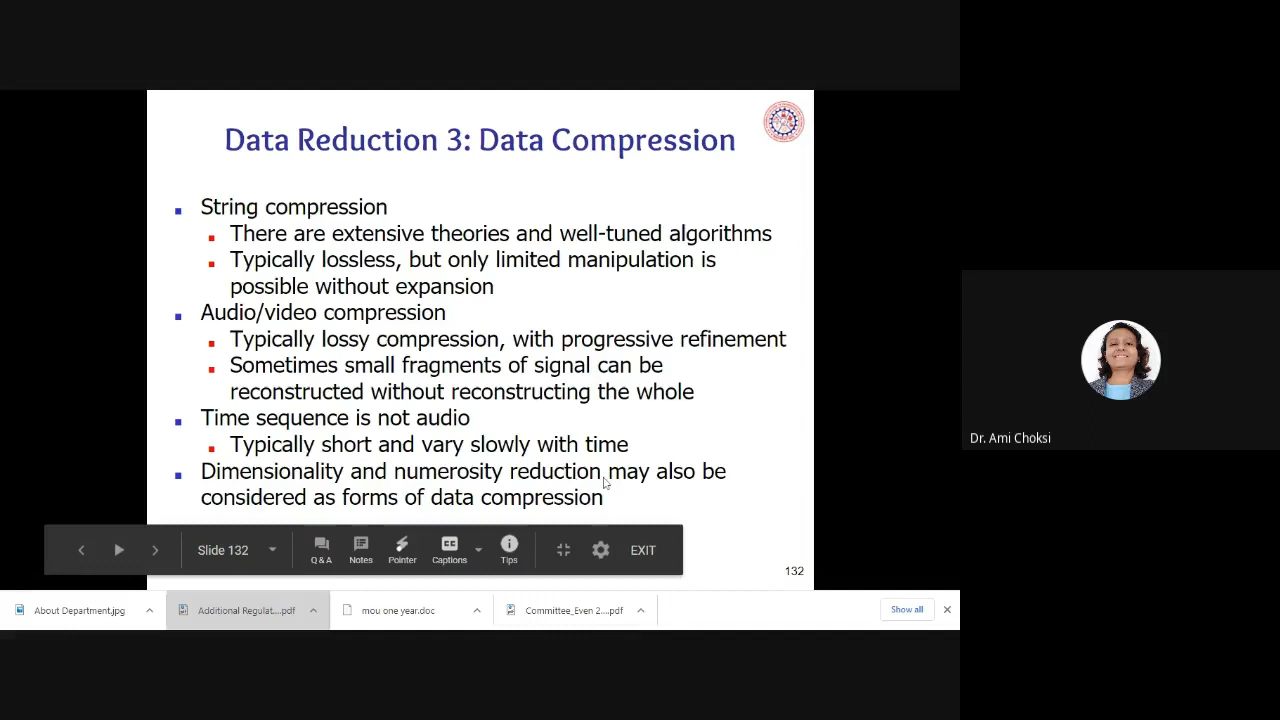 Data Reduction 3: Data Compression
String compression
There are extensive theories and well-tuned algorithms
Typically lossless, but only limited manipulation is
possible without expansion
Audio/video compression
Typically lossy compression, with progressive refinement
Sometimes small fragments of signal can be
reconstructed without reconstructing the whole
Time sequence is not audio
Typically short and vary slowly with time
Dimensionality and numerosity reduction may also be
considered as forms of data compression
Dr. Ami Choksi
Slide 132
Q & A
Notes
Pointer
CC
Captions
Tips
EXIT
132
About Department.jpg
Additional Regulat....pdf
mou one year.doc
Committee_Even 2....pdf
Show all